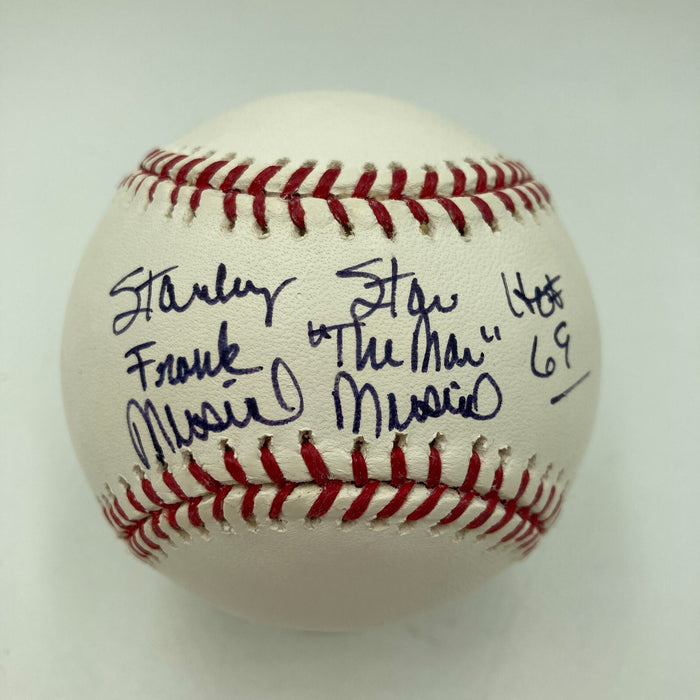 Stanley
Frank
Musial
Stan
"The Man"
Musial
HOF
69